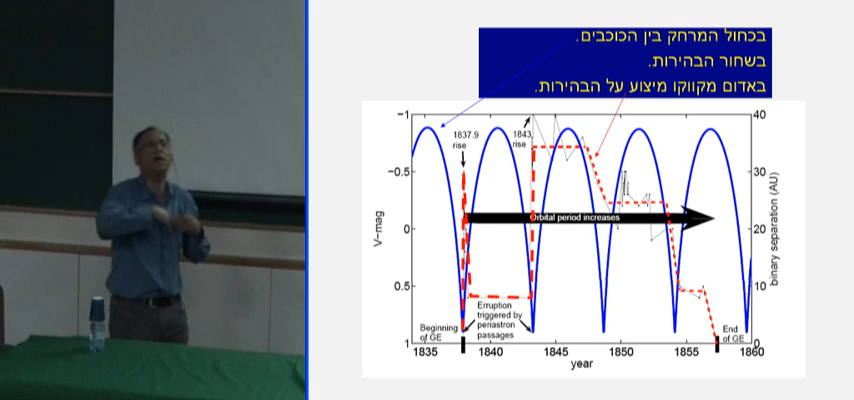 בכחול המרחק בין הכוכבים.
בשחור הבהירות.
באדום מקווקו מיצוע על הבהירות.
-1
-0.5
0
0.5
1
V-mag
40
30
20
10
0
binary separation (AU)
1837.9
rise
1843
rise
Orbital period increases
Erruption
triggered by
periastron
passages
Beginning
of GE
End
of GE
1835
1840
1845
1850
1855
1860
year